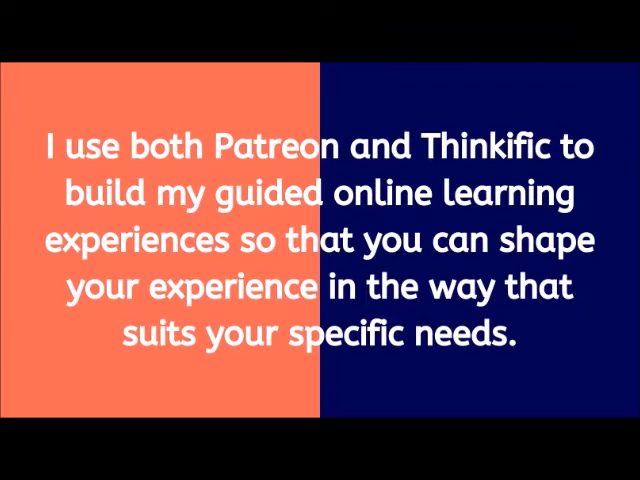 I use both Patreon and Thinkific to
build my guided online learning
experiences so that you can shape
your experience in the way that
suits your specific needs.